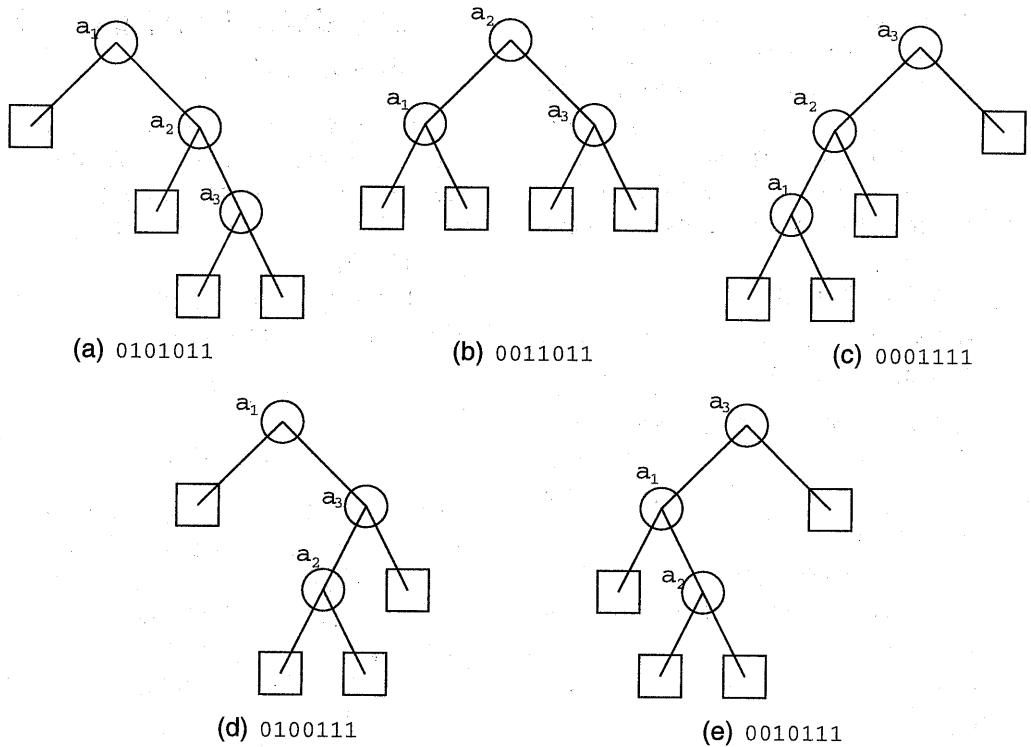 a₁
a₂
a₃
(a) 0101011
a₂
a₁
a₃
(b) 0011011
a₃
a₂
a₁
(c) 0001111
a₁
a₃
a₂
(d) 0100111
a₃
a₁
a₂
(e) 0010111